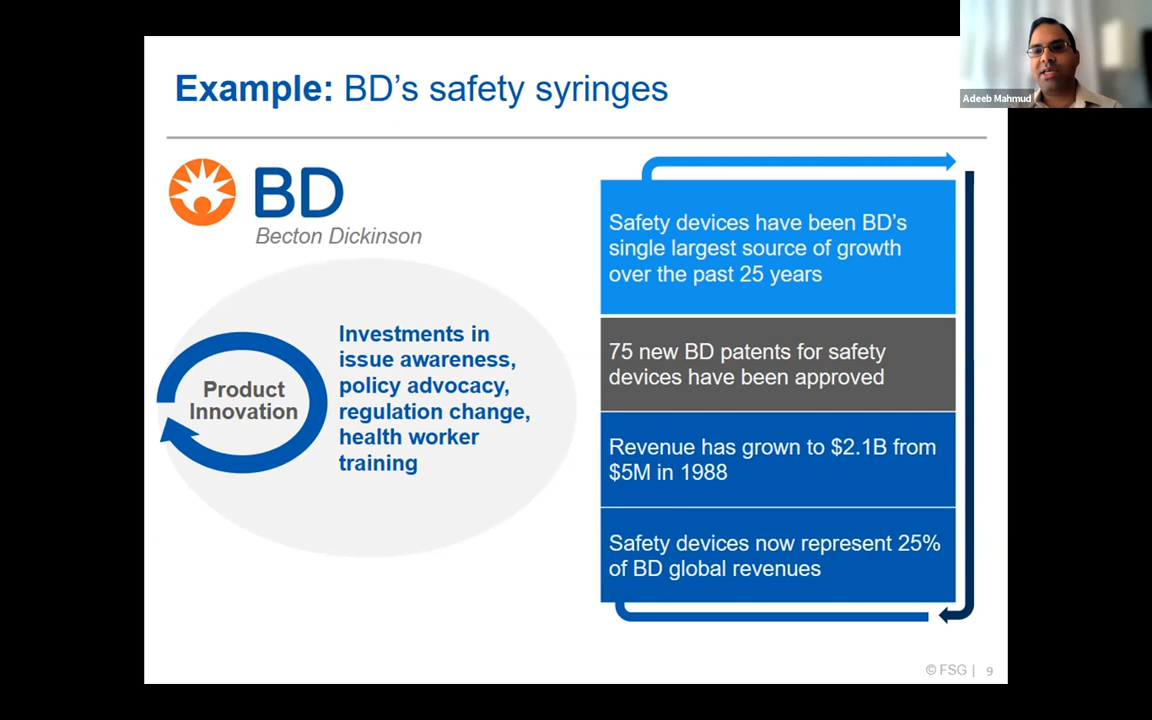 Example: BD's safety syringes
Adeeb Mahmud
BD
Becton Dickinson
Product
Innovation
Investments in
issue awareness,
policy advocacy,
regulation change,
health worker
training
Safety devices have been BD's
single largest source of growth
over the past 25 years
75 new BD patents for safety
devices have been approved
Revenue has grown to $2.1B from
$5M in 1988
Safety devices now represent 25%
of BD global revenues
© FSG | 9